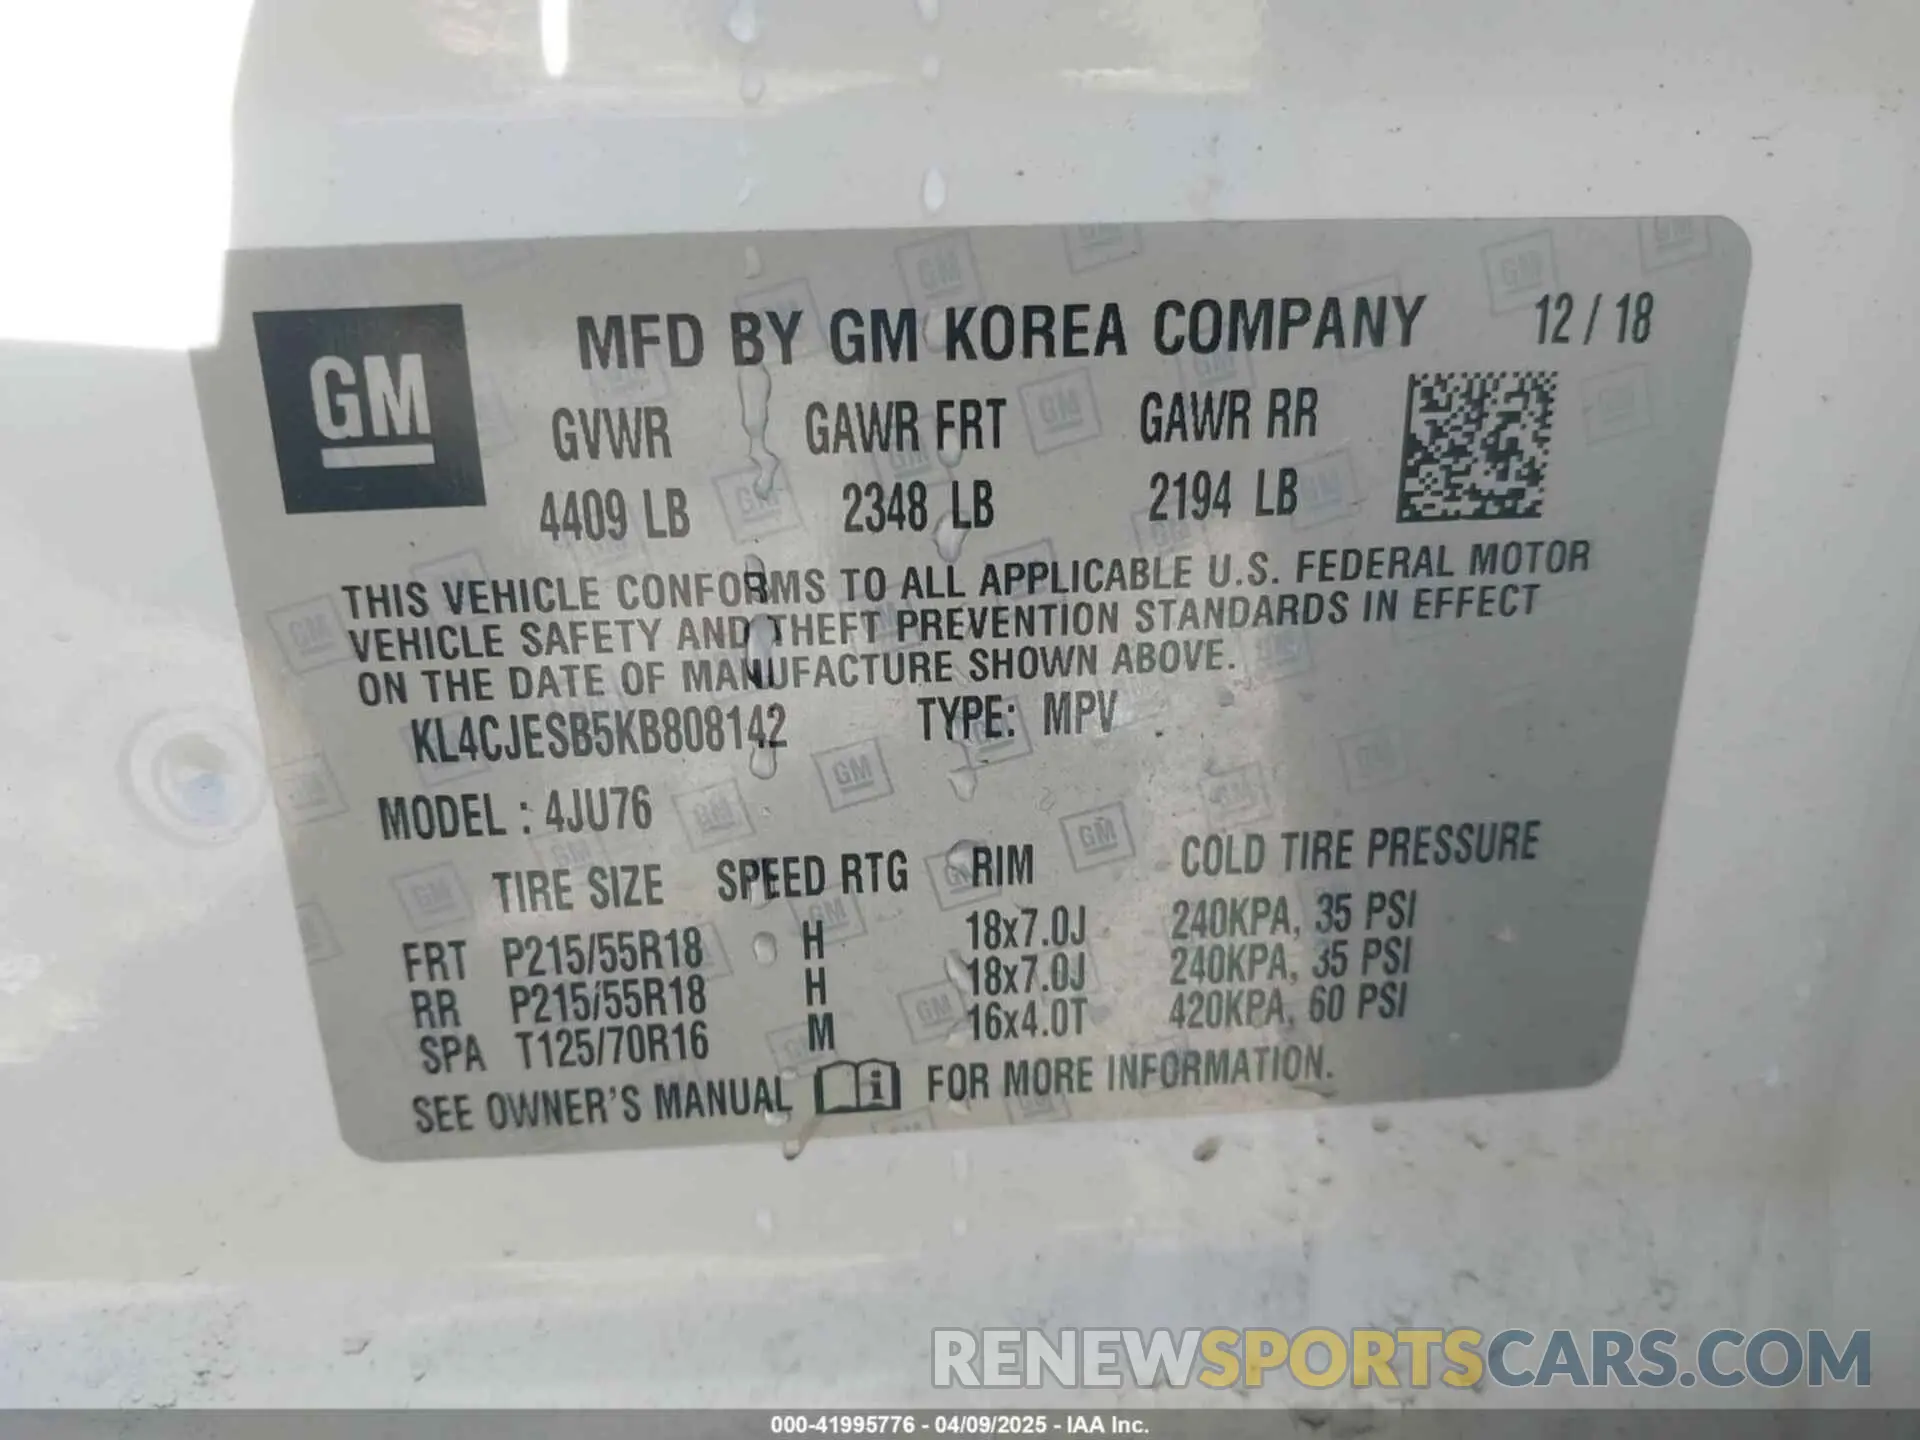 GM
MFD BY GM KOREA COMPANY 12 / 18
GVWR GAWR FRT GAWR RR
4409 LB 2348 LB 2194 LB
THIS VEHICLE CONFORMS TO ALL APPLICABLE U.S. FEDERAL MOTOR
VEHICLE SAFETY AND THEFT PREVENTION STANDARDS IN EFFECT
ON THE DATE OF MANUFACTURE SHOWN ABOVE.
KL4CJESB5KB808142 TYPE: MPV
MODEL : 4JU76
TIRE SIZE SPEED RTG RIM COLD TIRE PRESSURE
FRT P215/55R18 H 18x7.0J 240KPA, 35 PSI
RR P215/55R18 H 18x7.0J 240KPA, 35 PSI
SPA T125/70R16 M 16x4.0T 420KPA, 60 PSI
SEE OWNER'S MANUAL i FOR MORE INFORMATION.
RENEWSPORTSCARS.COM
000-41995776 - 04/09/2025 - IAA Inc.